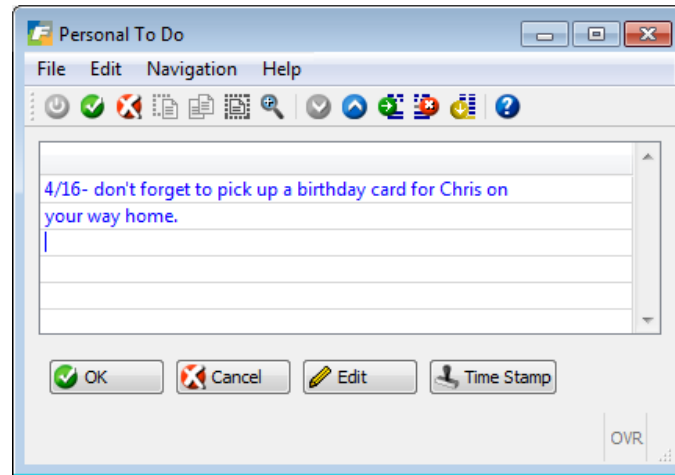 Personal To Do
File Edit Navigation Help
4/16- don't forget to pick up a birthday card for Chris on
your way home.
OK Cancel Edit Time Stamp
OVR